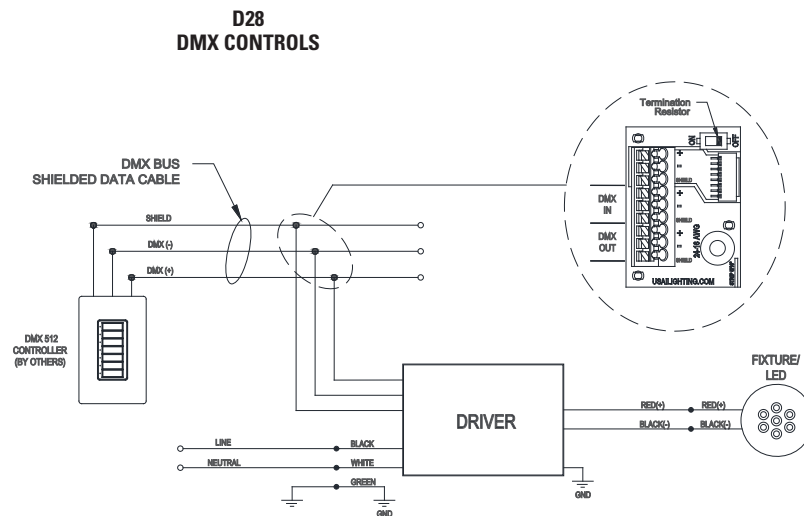 D28
DMX CONTROLS
Termination
Resistor
ON
OFF
DMX BUS
SHIELDED DATA CABLE
+
-
SHIELD
DMX
IN
+
-
SHIELD
DMX
OUT
+
-
SHIELD
24-16 AWG
USAILIGHTING.COM
SHIELD
DMX (-)
DMX (+)
DMX 512
CONTROLLER
(BY OTHERS)
DRIVER
FIXTURE/
LED
RED(+)
RED(+)
BLACK(-)
BLACK(-)
LINE
BLACK
NEUTRAL
WHITE
GREEN
GND
GND